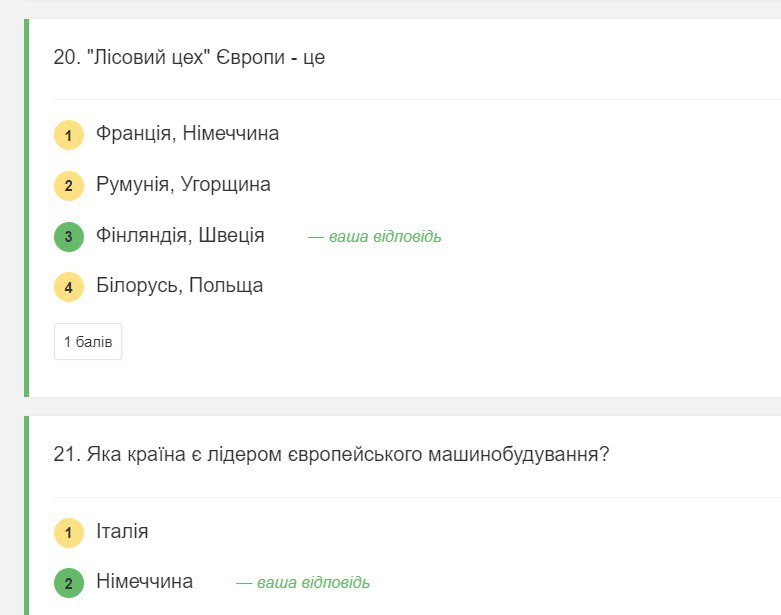 20. "Лісовий цех" Європи - це
1 Франція, Німеччина
2 Румунія, Угорщина
3 Фінляндія, Швеція — ваша відповідь
4 Білорусь, Польща
1 балів
21. Яка країна є лідером європейського машинобудування?
1 Італія
2 Німеччина — ваша відповідь